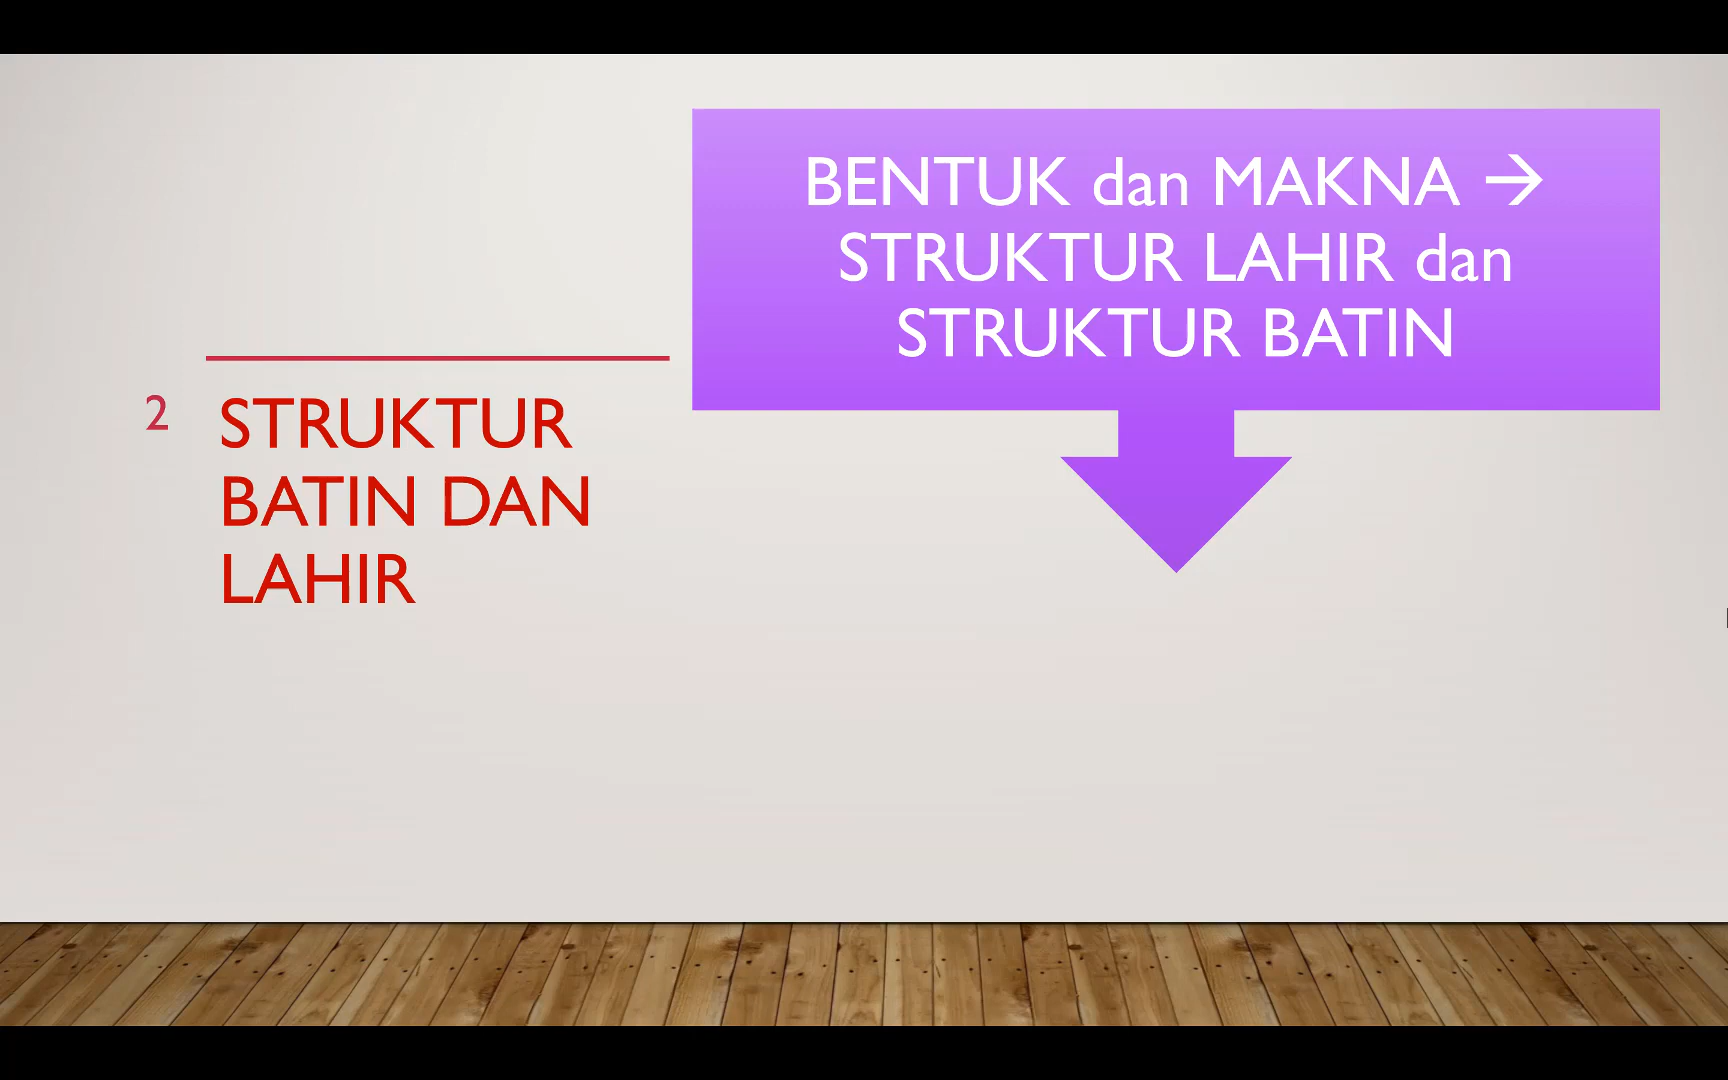 2
STRUKTUR
BATIN DAN
LAHIR
BENTUK dan MAKNA →
STRUKTUR LAHIR dan
STRUKTUR BATIN